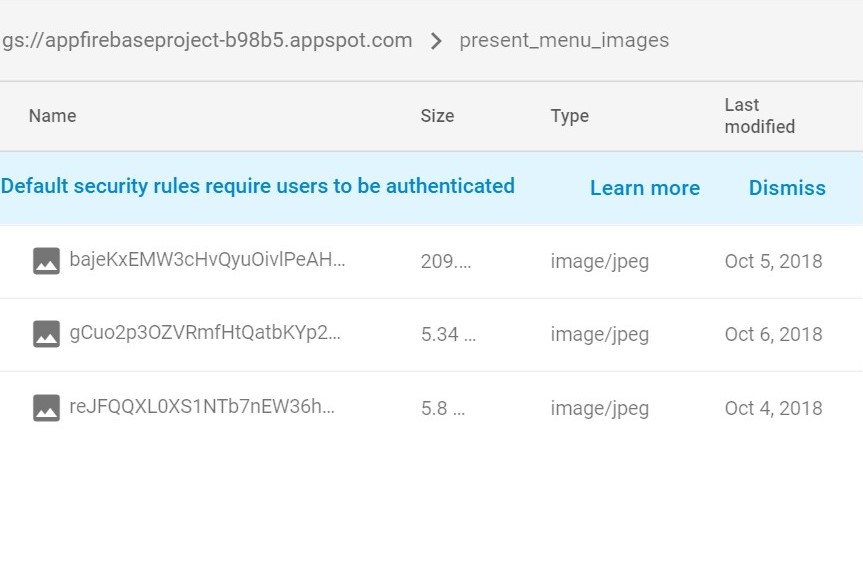 gs://appfirebaseproject-b98b5.appspot.com > present_menu_images
Name Size Type Last modified
Default security rules require users to be authenticated Learn more Dismiss
bajeKxEMW3cHvQyuOivlPeAH... 209.... image/jpeg Oct 5, 2018
gCuo2p3OZVRmfHtQatbKYp2... 5.34 ... image/jpeg Oct 6, 2018
reJFQQXL0XS1NTb7nEW36h... 5.8 ... image/jpeg Oct 4, 2018